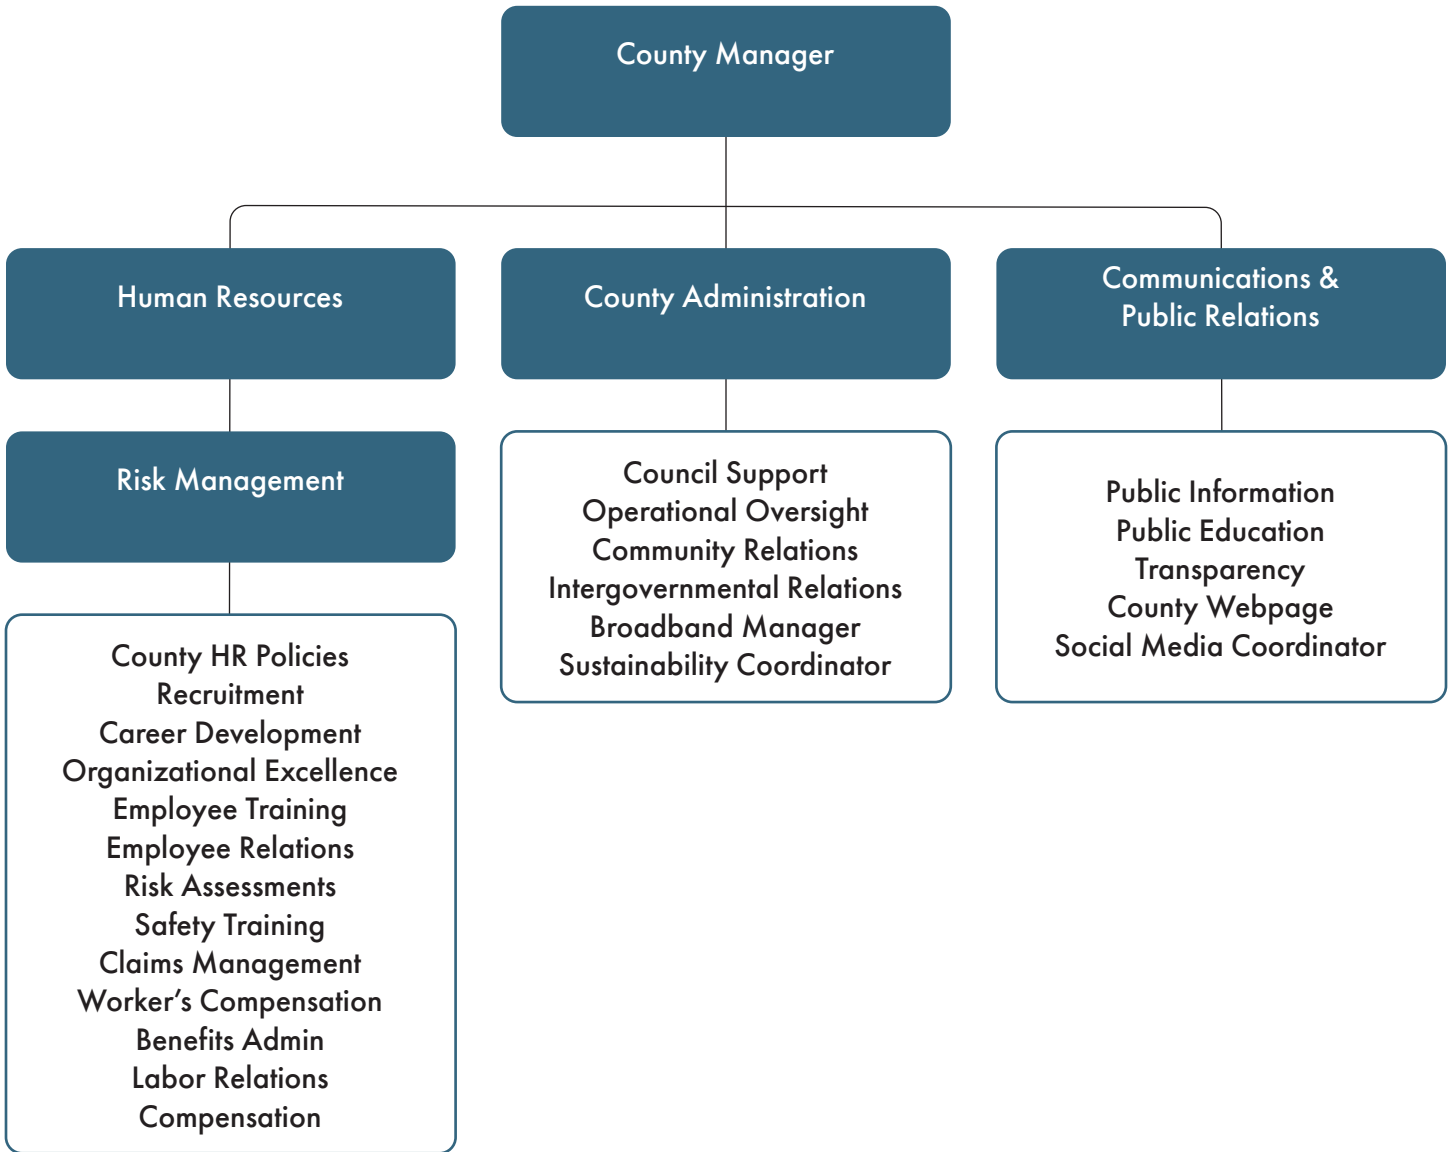 County Manager
Human Resources
County Administration
Communications &
Public Relations
Risk Management
County HR Policies
Recruitment
Career Development
Organizational Excellence
Employee Training
Employee Relations
Risk Assessments
Safety Training
Claims Management
Worker’s Compensation
Benefits Admin
Labor Relations
Compensation
Council Support
Operational Oversight
Community Relations
Intergovernmental Relations
Broadband Manager
Sustainability Coordinator
Public Information
Public Education
Transparency
County Webpage
Social Media Coordinator